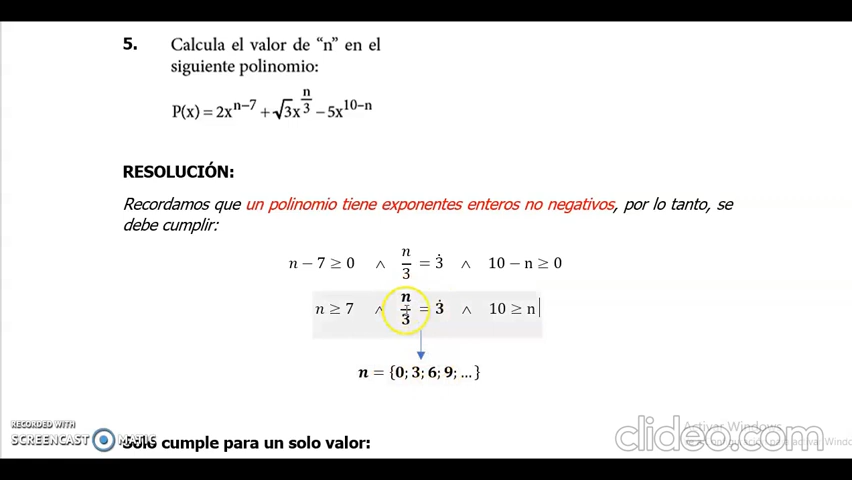 5. Calcula el valor de “n” en el
siguiente polinomio:
P(x) = 2x^{n–7} + √3x^{n/3} – 5x^{10–n}
RESOLUCIÓN:
Recordamos que un polinomio tiene exponentes enteros no negativos, por lo tanto, se
debe cumplir:
n − 7 ≥ 0 ∧ n/3 = 3̇ ∧ 10 − n ≥ 0
n ≥ 7 ∧ n/3 = 3̇ ∧ 10 ≥ n
n = {0; 3; 6; 9; …}
RECORDED WITH
SCREENCAST MATIC
Solo cumple para un solo valor:
Activar Windows
clideo.com